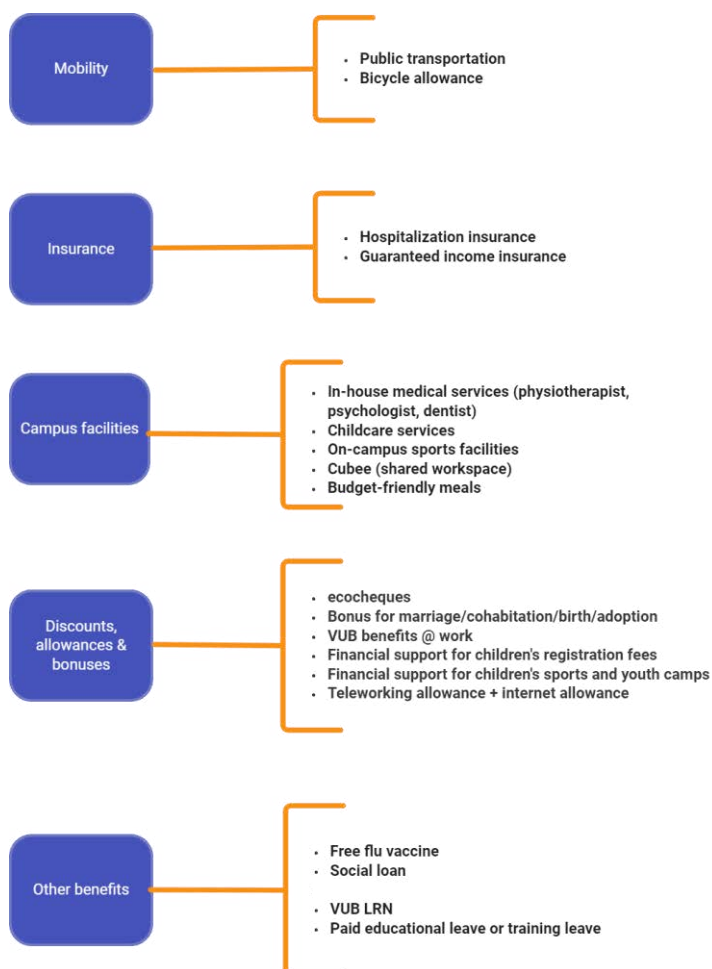 Mobility
• Public transportation
• Bicycle allowance
Insurance
• Hospitalization insurance
• Guaranteed income insurance
Campus facilities
• In-house medical services (physiotherapist,
psychologist, dentist)
• Childcare services
• On-campus sports facilities
• Cubee (shared workspace)
• Budget-friendly meals
Discounts,
allowances &
bonuses
• ecocheques
• Bonus for marriage/cohabitation/birth/adoption
• VUB benefits @ work
• Financial support for children's registration fees
• Financial support for children's sports and youth camps
• Teleworking allowance + internet allowance
Other benefits
• Free flu vaccine
• Social loan
• VUB LRN
• Paid educational leave or training leave